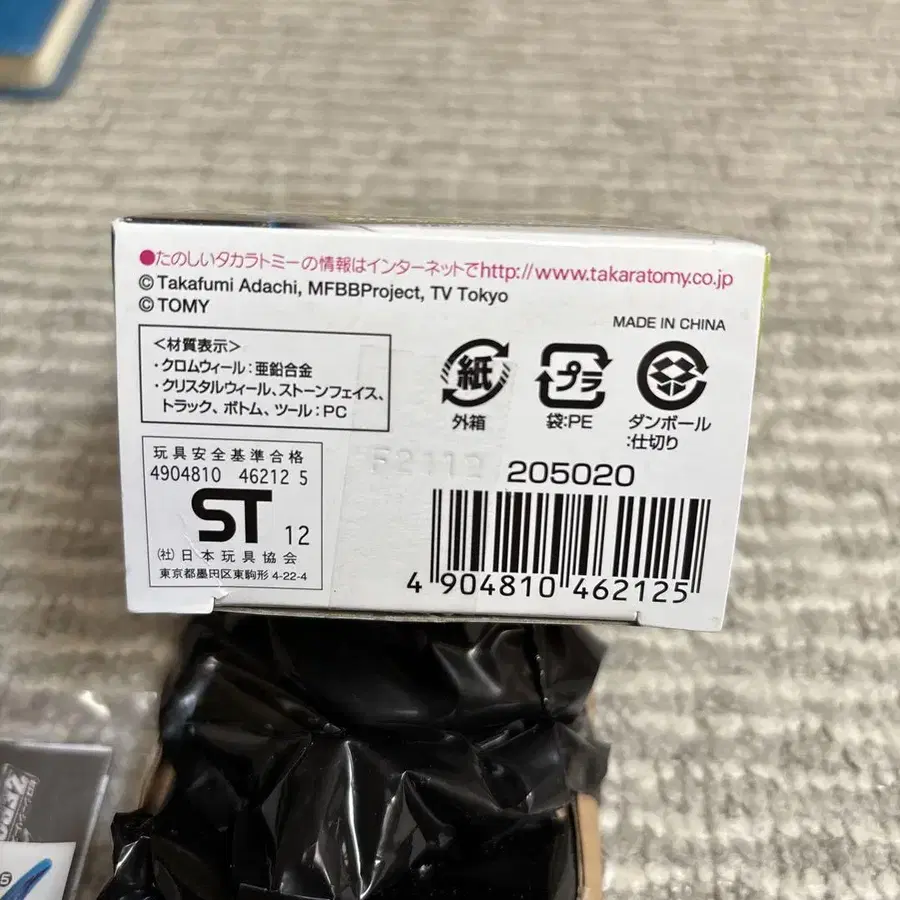 ●たのしいタカラトミーの情報はインターネットでhttp://www.takaratomy.co.jp
©Takafumi Adachi, MFBBProject, TV Tokyo
©TOMY
MADE IN CHINA
<材質表示>
・クロムウィール:亜鉛合金
・クリスタルウィール、ストーンフェイス、
トラック、ボトム、ツール:PC
紙
外箱
プラ
袋:PE
ダンボール
:仕切り
玩具安全基準合格
4904810 46212 5
ST 12
(社)日本玩具協会
東京都墨田区東駒形 4-22-4
205020
4 904810 462125